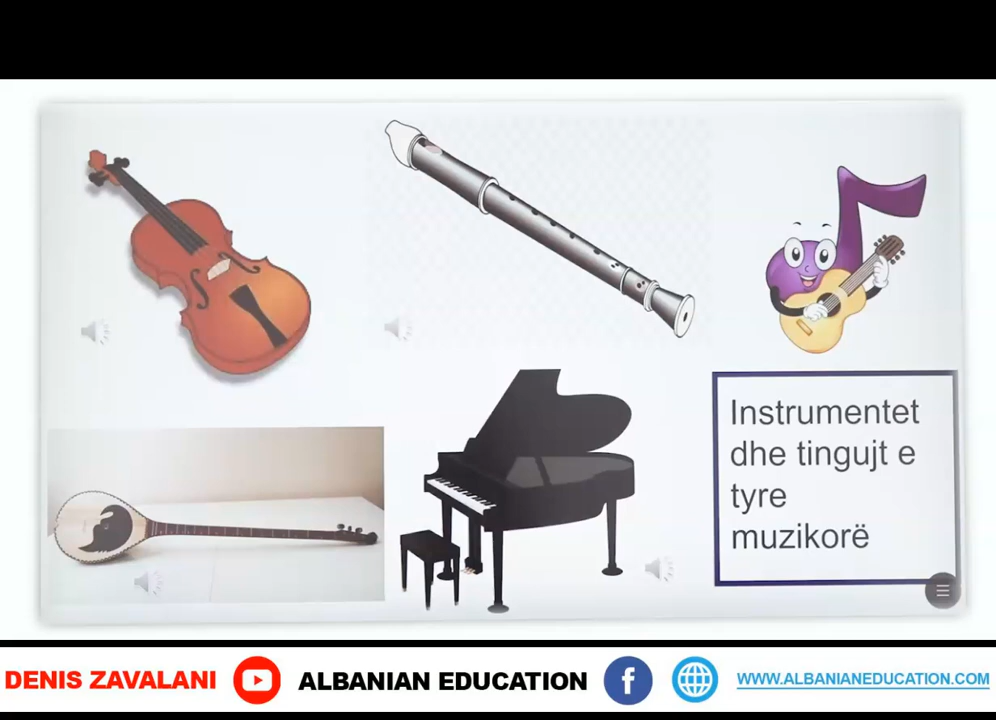 Instrumentet
dhe tingujt e
tyre
muzikorë
DENIS ZAVALANI
ALBANIAN EDUCATION
f
WWW.ALBANIANEDUCATION.COM